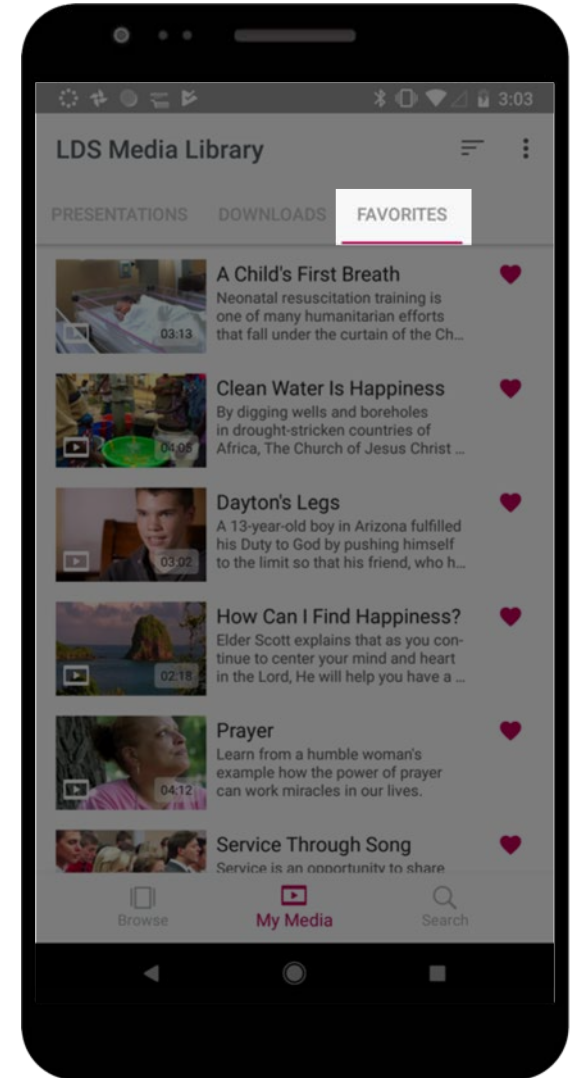 3:03
LDS Media Library
PRESENTATIONS DOWNLOADS FAVORITES
A Child's First Breath
Neonatal resuscitation training is
one of many humanitarian efforts
that fall under the curtain of the Ch...
03:13
Clean Water Is Happiness
By digging wells and boreholes
in drought-stricken countries of
Africa, The Church of Jesus Christ ...
04:05
Dayton's Legs
A 13-year-old boy in Arizona fulfilled
his Duty to God by pushing himself
to the limit so that his friend, who h...
03:02
How Can I Find Happiness?
Elder Scott explains that as you con-
tinue to center your mind and heart
in the Lord, He will help you have a ...
02:18
Prayer
Learn from a humble woman's
example how the power of prayer
can work miracles in our lives.
04:12
Service Through Song
Service is an opportunity to share
Browse My Media Search